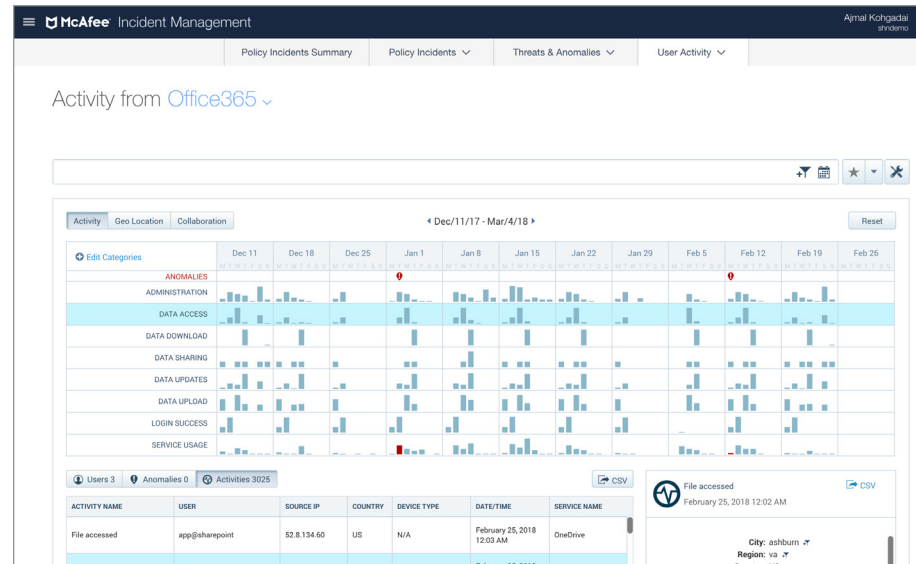 McAfee Incident Management
Ajmal Kohgadai
shndemo
Policy Incidents Summary Policy Incidents Threats & Anomalies User Activity
Activity from Office365
Activity Geo Location Collaboration
Dec/11/17 - Mar/4/18
Reset
Edit Categories
Dec 11 Dec 18 Dec 25 Jan 1 Jan 8 Jan 15 Jan 22 Jan 29 Feb 5 Feb 12 Feb 19 Feb 26
M T W T F S S M T W T F S S M T W T F S S M T W T F S S M T W T F S S M T W T F S S M T W T F S S M T W T F S S M T W T F S S M T W T F S S M T W T F S S M T W T F S S
ANOMALIES
ADMINISTRATION
DATA ACCESS
DATA DOWNLOAD
DATA SHARING
DATA UPDATES
DATA UPLOAD
LOGIN SUCCESS
SERVICE USAGE
Users 3 Anomalies 0 Activities 3025
CSV
ACTIVITY NAME USER SOURCE IP COUNTRY DEVICE TYPE DATE/TIME SERVICE NAME
File accessed app@sharepoint 52.8.134.60 US N/A February 25, 2018 12:03 AM OneDrive
File accessed
February 25, 2018 12:02 AM
CSV
City: ashburn
Region: va